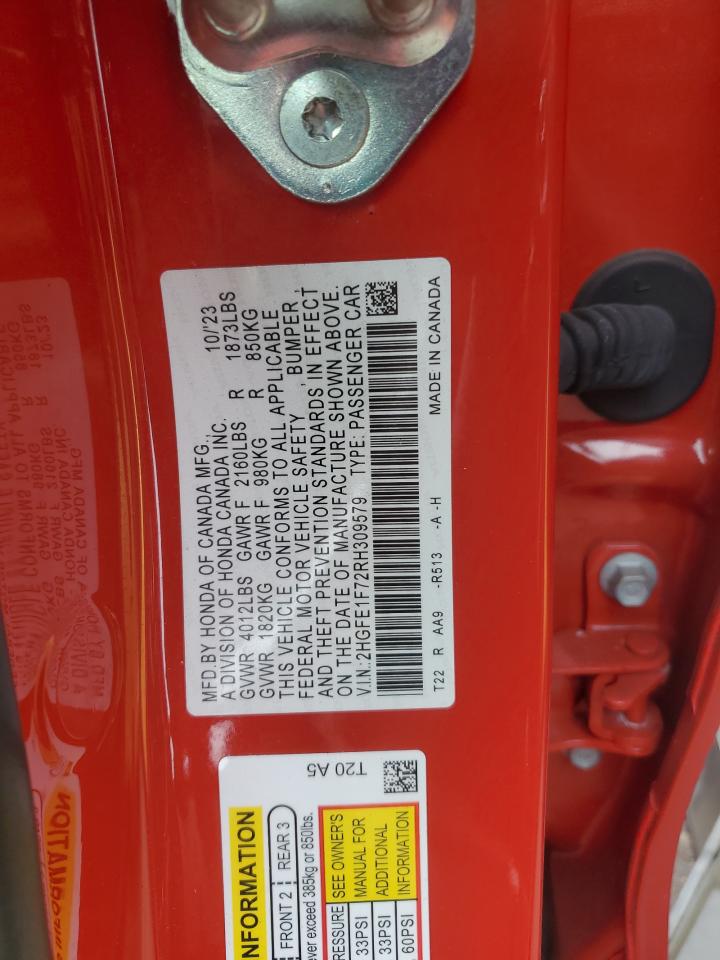 MFD.BY HONDA OF CANADA MFG., 10/'23
A DIVISION OF HONDA CANADA INC.
GVWR 4012LBS GAWR F 2160LBS R 1873LBS
GVWR 1820KG GAWR F 980KG R 850KG
THIS VEHICLE CONFORMS TO ALL APPLICABLE
FEDERAL MOTOR VEHICLE SAFETY , BUMPER ,
AND THEFT PREVENTION STANDARDS IN EFFECT
ON THE DATE OF MANUFACTURE SHOWN ABOVE.
V.I.N.:2HGFE1F72RH309579 TYPE: PASSENGER CAR
T22 R AA9 -R513 -A -H MADE IN CANADA
T20 A5
INFORMATION
FRONT 2 REAR 3
ever exceed 385kg or 850lbs.
RESSURE SEE OWNER'S
33PSI MANUAL FOR
33PSI ADDITIONAL
60PSI INFORMATION